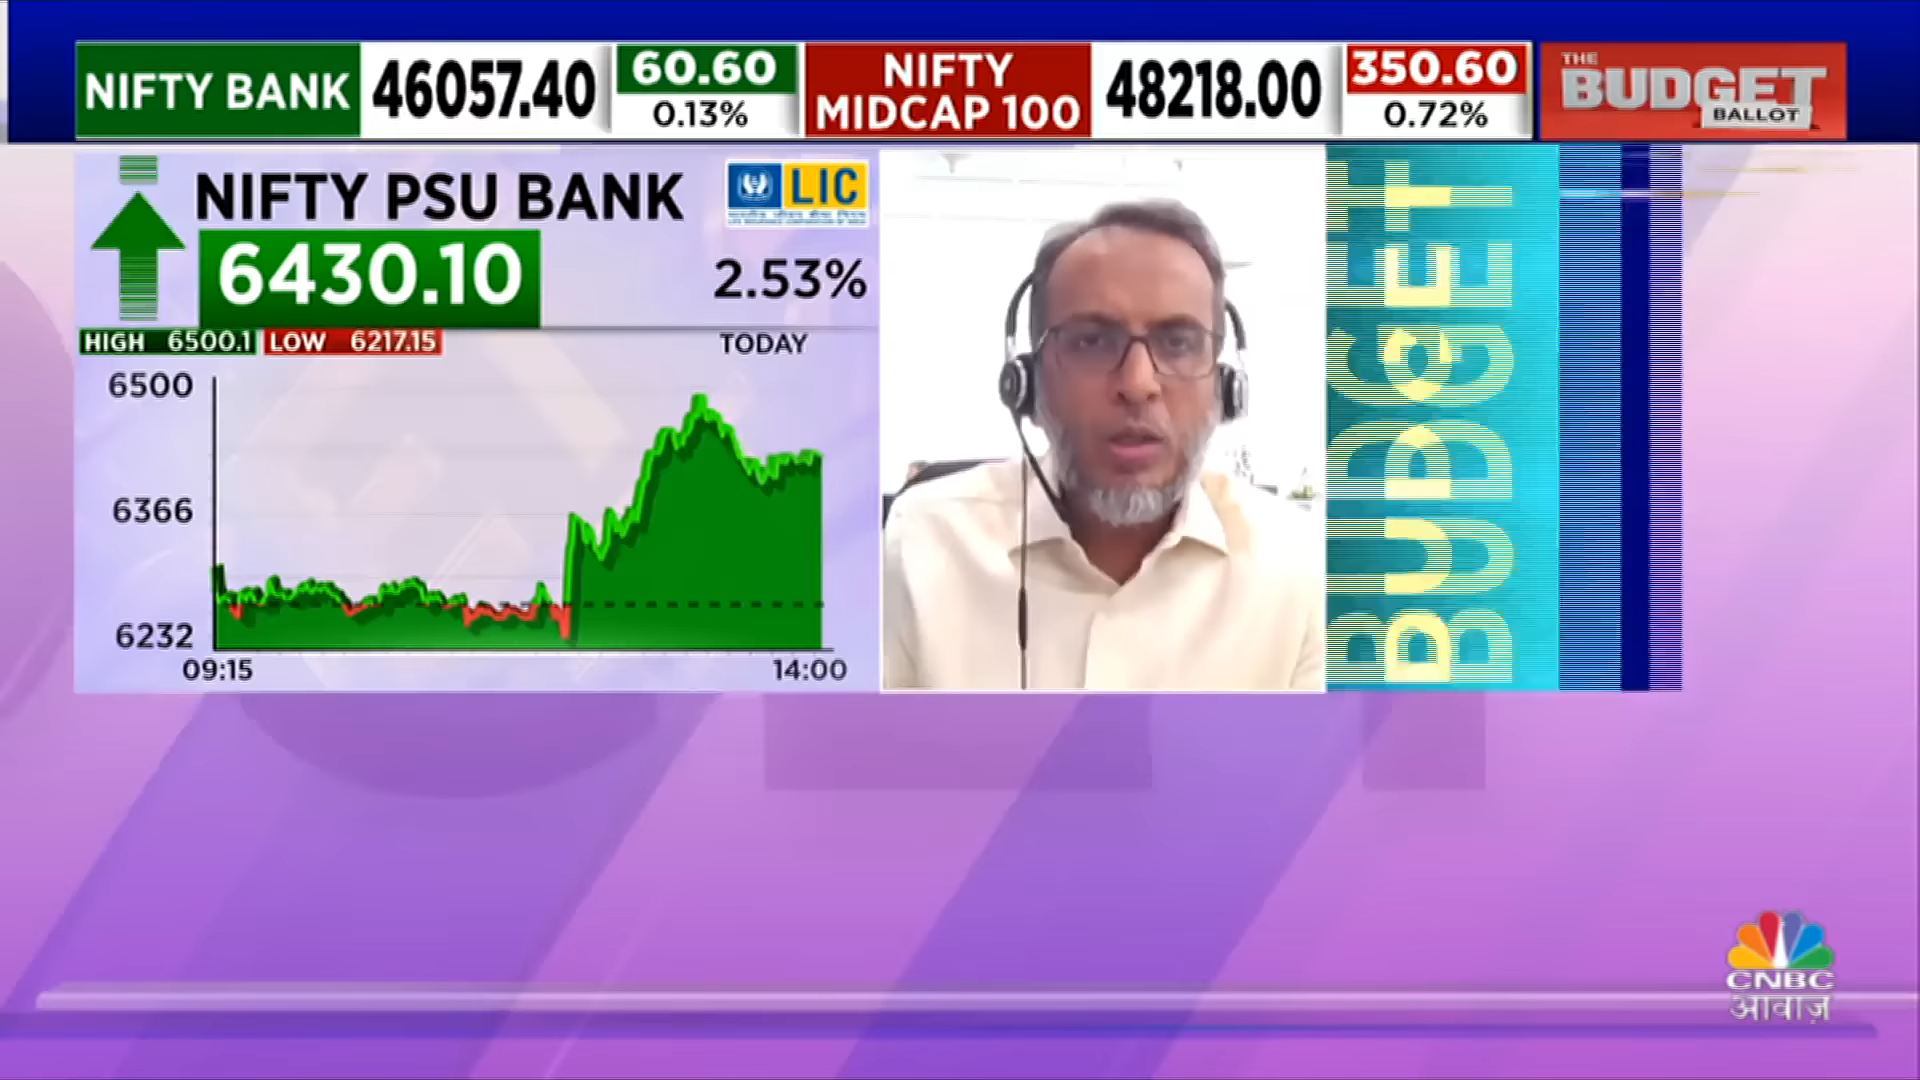 NIFTY BANK
46057.40
60.60
0.13%
NIFTY
MIDCAP 100
48218.00
350.60
0.72%
THE
BUDGET
BALLOT
NIFTY PSU BANK
LIC
6430.10
2.53%
HIGH 6500.1 LOW 6217.15
TODAY
6500
6366
6232
09:15
14:00
BUDGET
BUDGET
BUDGET
CNBC
आवाज़